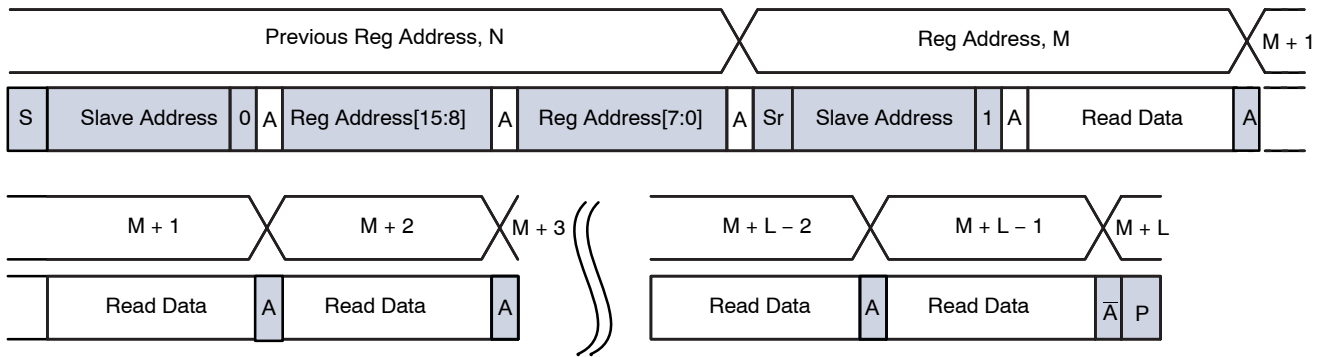 Previous Reg Address, N Reg Address, M M + 1
S Slave Address 0 A Reg Address[15:8] A Reg Address[7:0] A Sr Slave Address 1 A Read Data A
M + 1 M + 2 M + 3 M + L − 2 M + L − 1 M + L
Read Data A Read Data A Read Data A Read Data A̅ P